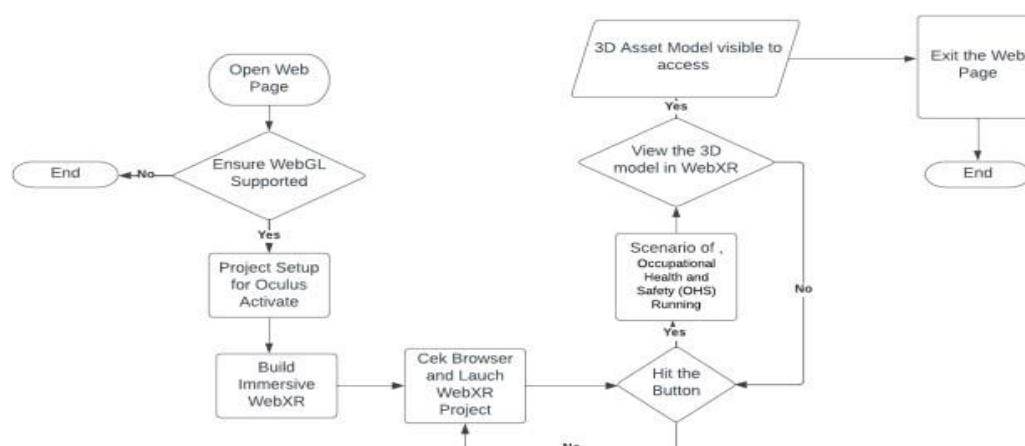 Open Web
Page
Ensure WebGL
Supported
No
End
Yes
Project Setup
for Oculus
Activate
Build
Immersive
WebXR
Cek Browser
and Lauch
WebXR
Project
Hit the
Button
No
Yes
Scenario of ,
Occupational
Health and
Safety (OHS)
Running
View the 3D
model in WebXR
No
Yes
3D Asset Model visible to
access
Exit the Web
Page
End